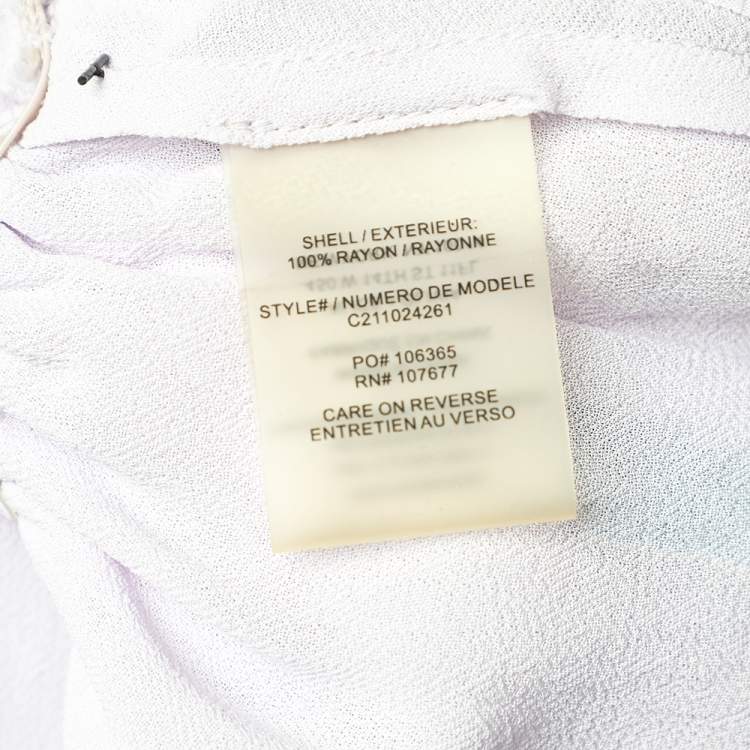 SHELL / EXTERIEUR:
100% RAYON / RAYONNE
STYLE# / NUMERO DE MODELE
C211024261
PO# 106365
RN# 107677
CARE ON REVERSE
ENTRETIEN AU VERSO